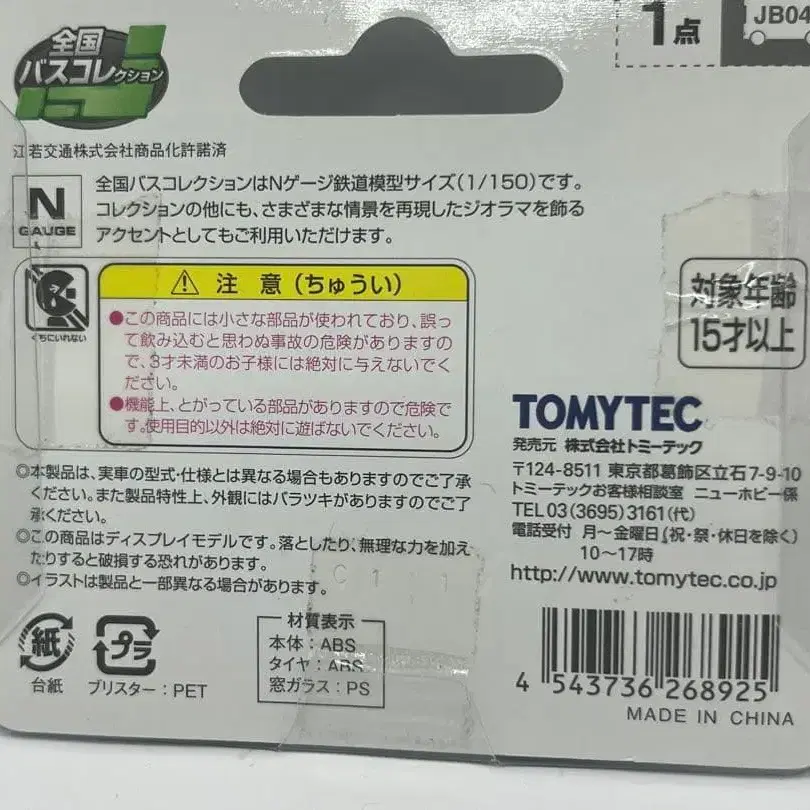 全国
バスコレクション
1点
JB04
江若交通株式会社商品化許諾済
N
GAUGE
全国バスコレクションはNゲージ鉄道模型サイズ(1/150)です。
コレクションの他にも、さまざまな情景を再現したジオラマを飾る
アクセントとしてもご利用いただけます。
くちにいれない
注 意 (ちゅうい)
●この商品には小さな部品が使われており、誤っ
て飲み込むと思わぬ事故の危険がありますの
で、3才未満のお子様には絶対に与えないでく
ださい。
●機能上、とがっている部品がありますので危険で
す。使用目的以外は絶対に遊ばないでください。
対象年齢
15才以上
TOMYTEC
発売元 株式会社トミーテック
〒124-8511 東京都葛飾区立石7-9-10
トミーテックお客様相談室 ニューホビー係
TEL 03(3695)3161(代)
電話受付 月〜金曜日(祝・祭・休日を除く)
10〜17時
http://www.tomytec.co.jp
◎本製品は、実車の型式・仕様とは異なる場合もありますのでご了承
ください。また製品特性上、外観にはバラツキがありますのでご了
承ください。
◎この商品はディスプレイモデルです。落としたり、無理な力を加え
たりすると破損する恐れがあります。
◎イラストは製品と一部異なる場合があります。
紙
台紙
プラ
ブリスター：PET
材質表示
本体：ABS
タイヤ：ABS
窓ガラス：PS
4 543736 268925
MADE IN CHINA